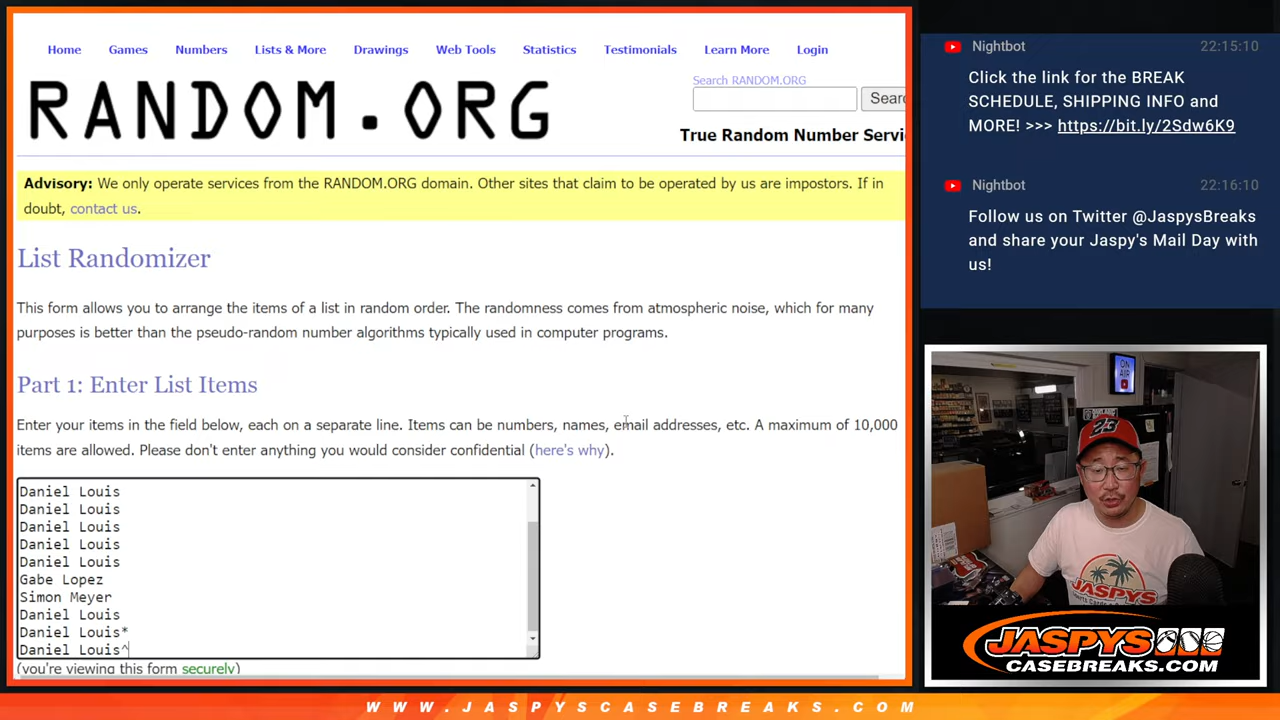 Home Games Numbers Lists & More Drawings Web Tools Statistics Testimonials Learn More Login
RANDOM.ORG
Search RANDOM.ORG
Sear
True Random Number Servi
Advisory: We only operate services from the RANDOM.ORG domain. Other sites that claim to be operated by us are impostors. If in
doubt, contact us.
List Randomizer
This form allows you to arrange the items of a list in random order. The randomness comes from atmospheric noise, which for many
purposes is better than the pseudo-random number algorithms typically used in computer programs.
Part 1: Enter List Items
Enter your items in the field below, each on a separate line. Items can be numbers, names, email addresses, etc. A maximum of 10,000
items are allowed. Please don't enter anything you would consider confidential (here's why).
Daniel Louis
Daniel Louis
Daniel Louis
Daniel Louis
Daniel Louis
Gabe Lopez
Simon Meyer
Daniel Louis
Daniel Louis*
Daniel Louis^
(you're viewing this form securely)
Nightbot 22:15:10
Click the link for the BREAK
SCHEDULE, SHIPPING INFO and
MORE! >>> https://bit.ly/2Sdw6K9
Nightbot 22:16:10
Follow us on Twitter @JaspysBreaks
and share your Jaspy's Mail Day with
us!
ON
AIR
23
JASPYS
JASPYS
CASEBREAKS.COM
WWW.JASPYSCASEBREAKS.COM